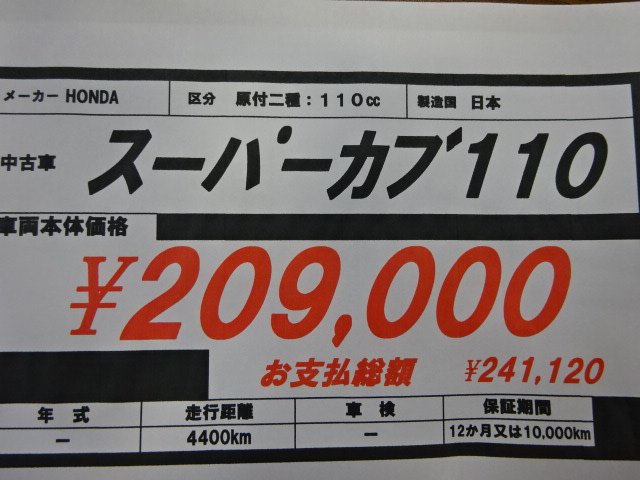 メーカー HONDA 区分 原付二種：110cc 製造国 日本
中古車 スーパーカブ110
車両本体価格
¥209,000
お支払総額 ¥241,120
年式 走行距離 車検 保証期間
― 4400km ― 12か月又は10,000km